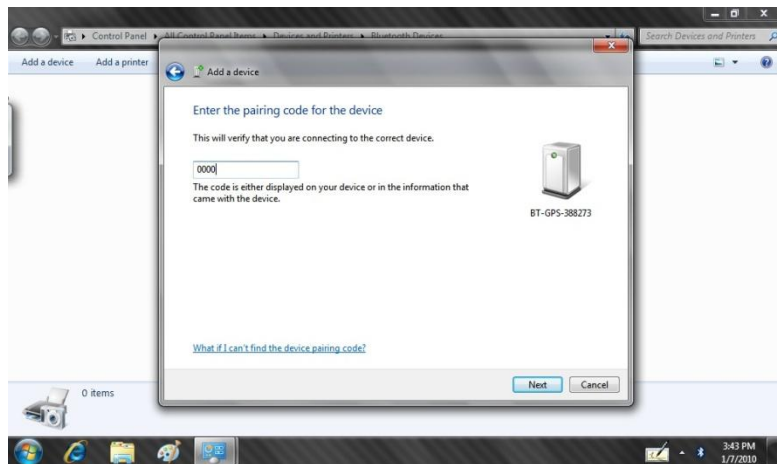 Control Panel ▸ All Control Panel Items ▸ Devices and Printers ▸ Bluetooth Devices
Search Devices and Printers
Add a device Add a printer
Add a device
Enter the pairing code for the device
This will verify that you are connecting to the correct device.
0000
The code is either displayed on your device or in the information that
came with the device.
BT-GPS-388273
What if I can't find the device pairing code?
Next Cancel
0 items
3:43 PM
1/7/2010